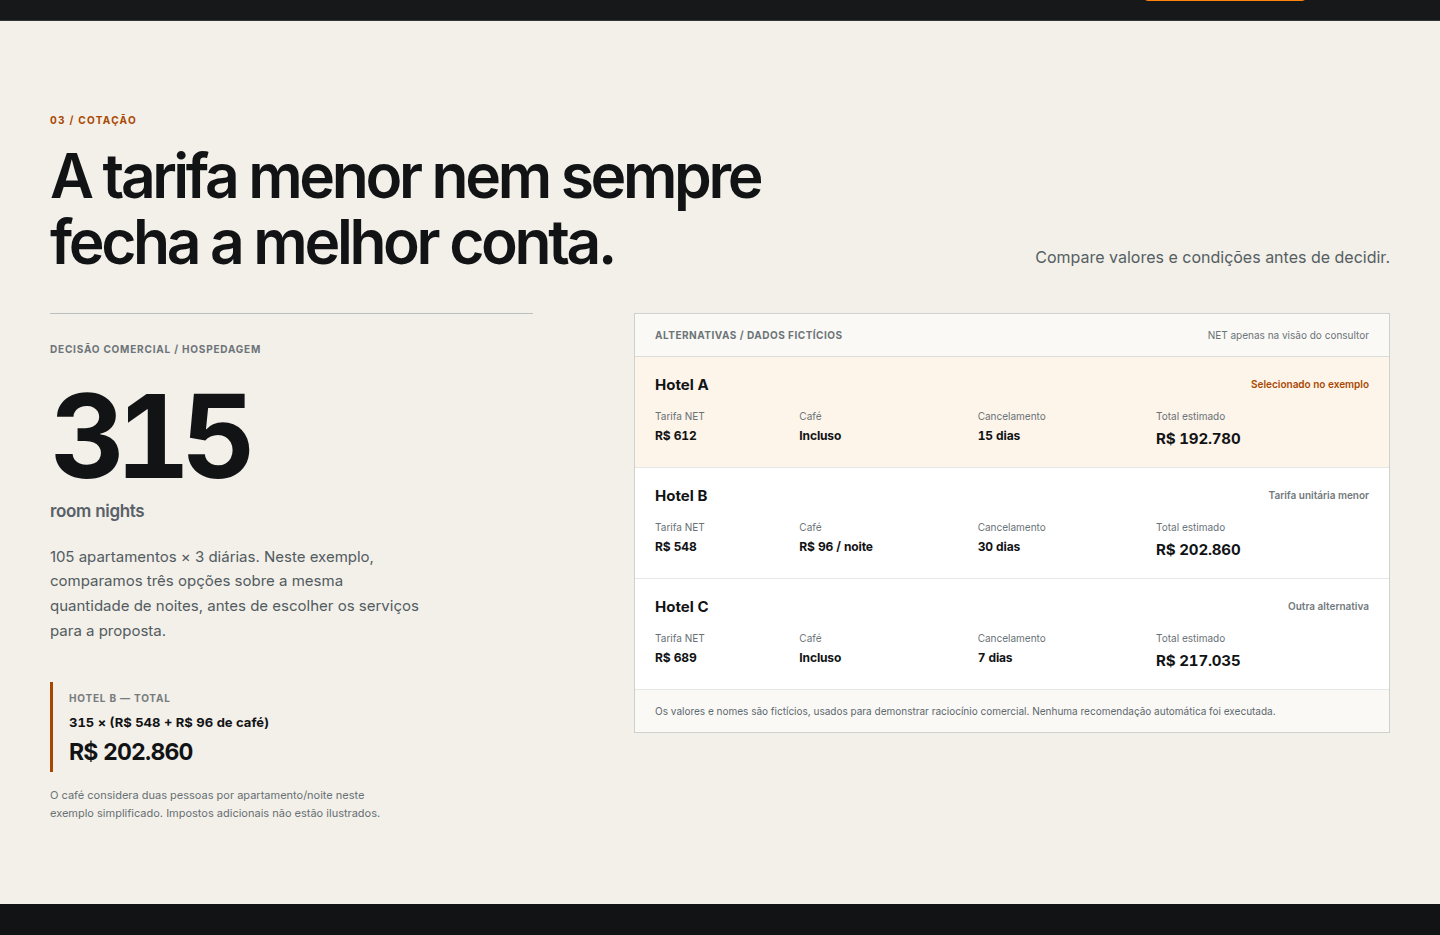 03 / COTAÇÃO
A tarifa menor nem sempre
fecha a melhor conta.
Compare valores e condições antes de decidir.
DECISÃO COMERCIAL / HOSPEDAGEM
315
room nights
105 apartamentos × 3 diárias. Neste exemplo,
comparamos três opções sobre a mesma
quantidade de noites, antes de escolher os serviços
para a proposta.
HOTEL B — TOTAL
315 × (R$ 548 + R$ 96 de café)
R$ 202.860
O café considera duas pessoas por apartamento/noite neste
exemplo simplificado. Impostos adicionais não estão ilustrados.
ALTERNATIVAS / DADOS FICTÍCIOS NET apenas na visão do consultor
Hotel A Selecionado no exemplo
Tarifa NET Café Cancelamento Total estimado
R$ 612 Incluso 15 dias R$ 192.780
Hotel B Tarifa unitária menor
Tarifa NET Café Cancelamento Total estimado
R$ 548 R$ 96 / noite 30 dias R$ 202.860
Hotel C Outra alternativa
Tarifa NET Café Cancelamento Total estimado
R$ 689 Incluso 7 dias R$ 217.035
Os valores e nomes são fictícios, usados para demonstrar raciocínio comercial. Nenhuma recomendação automática foi executada.